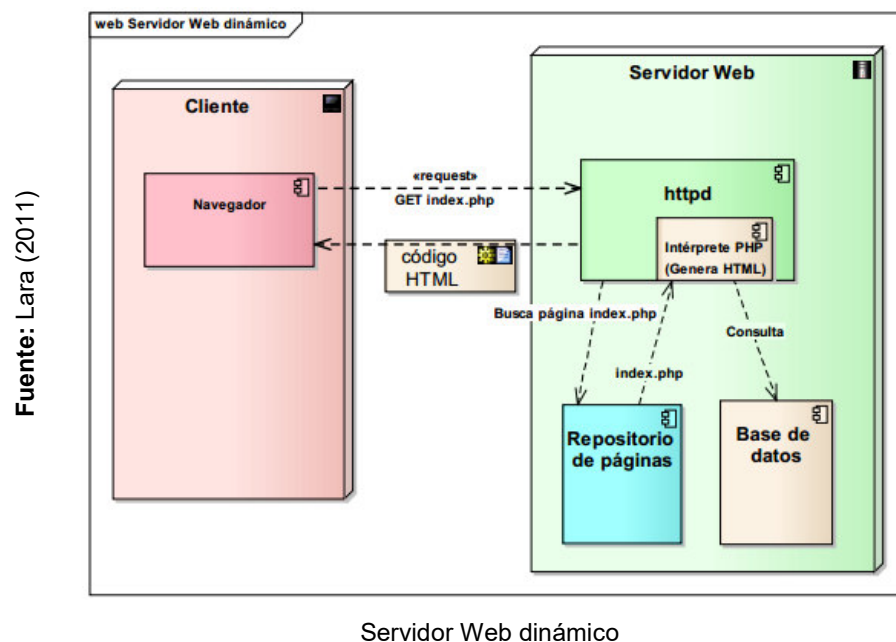 web Servidor Web dinámico
Servidor Web
Cliente
«request»
GET index.php
Navegador
httpd
Intérprete PHP
(Genera HTML)
código
HTML
Busca página index.php
Consulta
index.php
Repositorio
de páginas
Base de
datos
Fuente: Lara (2011)
Servidor Web dinámico